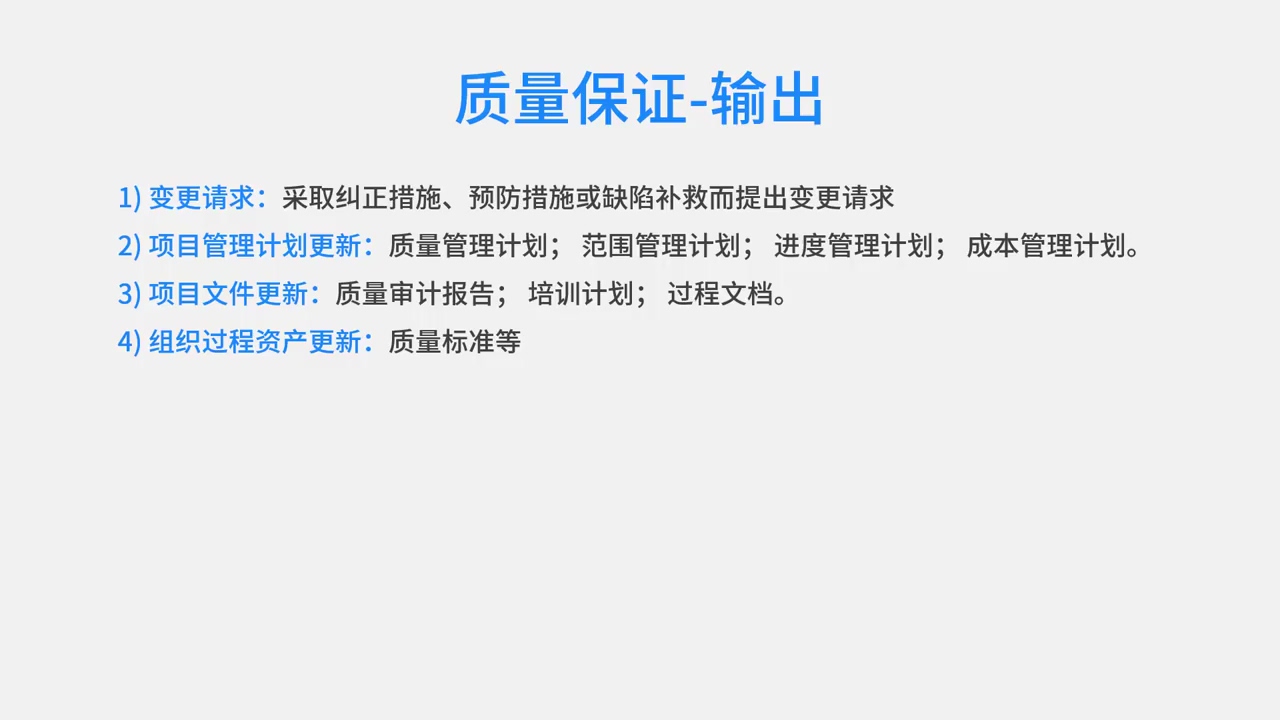 质量保证-输出
1) 变更请求：采取纠正措施、预防措施或缺陷补救而提出变更请求
2) 项目管理计划更新：质量管理计划； 范围管理计划； 进度管理计划； 成本管理计划。
3) 项目文件更新：质量审计报告； 培训计划； 过程文档。
4) 组织过程资产更新：质量标准等